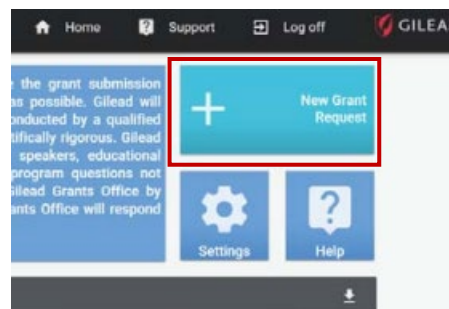 Home Support Log off GILEA
the grant submission
as possible. Gilead will
onducted by a qualified
tifically rigorous. Gilead
speakers, educational
program questions not
Gilead Grants Office by
ants Office will respond
New Grant
Request
Settings Help